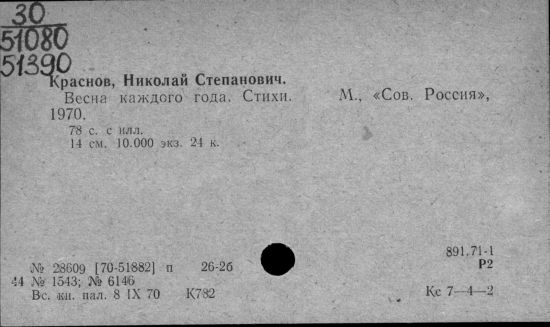 30
51080
51390
Краснов, Николай Степанович.
Весна каждого года. Стихи. М., «Сов. Россия»,
1970.
78 с. с илл.
14 см. 10.000 экз. 24 к.
891.71-1
Р2
№ 28609 [70-51882] п 26-26
44 № 1543; № 6146
Вс. кн. пал. 8 IX 70 К782 Кс 7—4—2